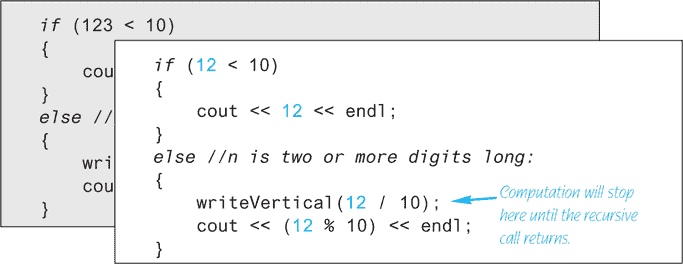 if (123 < 10)
{
cou
}
else //
{
wri
cou
}
if (12 < 10)
{
cout << 12 << endl;
}
else //n is two or more digits long:
{
writeVertical(12 / 10);
cout << (12 % 10) << endl;
}
Computation will stop
here until the recursive
call returns.